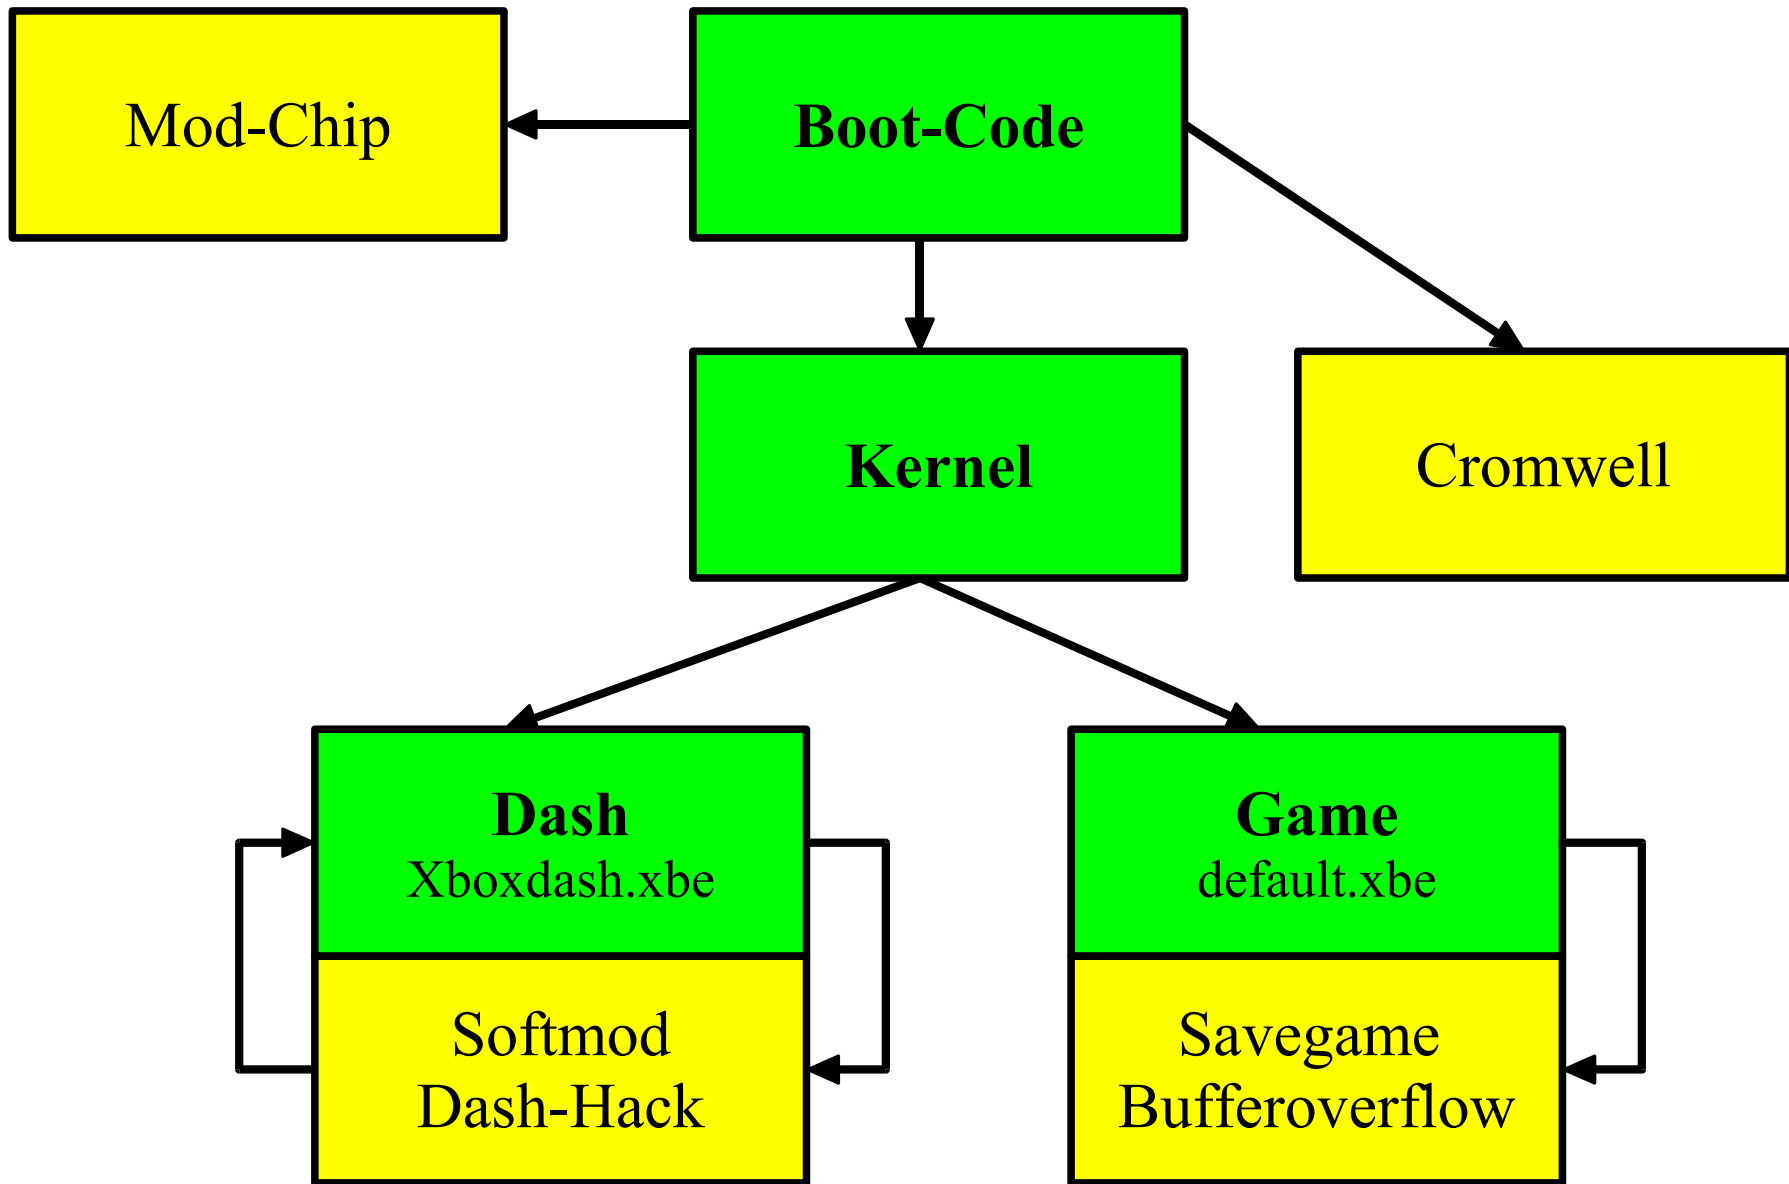 Mod-Chip
Boot-Code
Kernel
Cromwell
Dash
Xboxdash.xbe
Softmod
Dash-Hack
Game
default.xbe
Savegame
Bufferoverflow